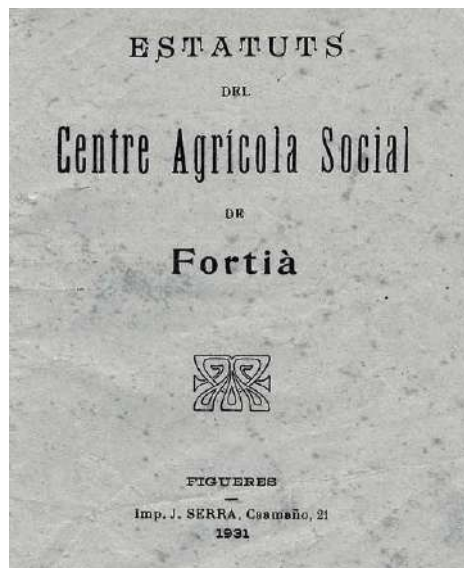 ESTATUTS
DEL
Centre Agrícola Social
DE
Fortià
FIGUERES
Imp. J. SERRA, Caamaño, 21
1931